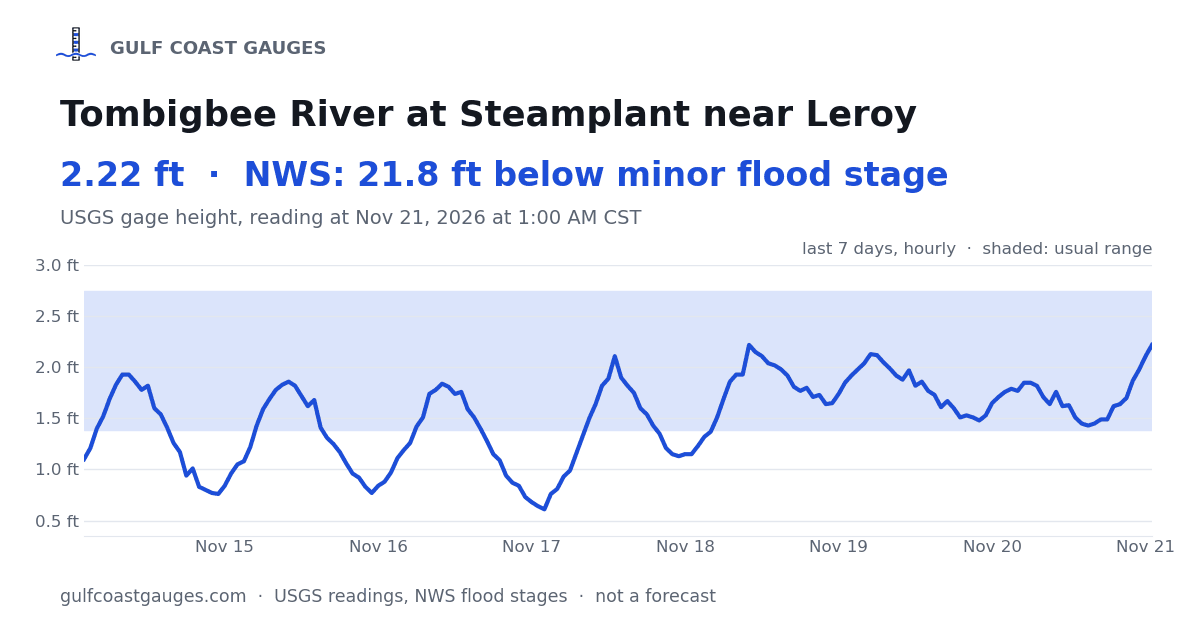 GULF COAST GAUGES
Tombigbee River at Steamplant near Leroy
2.22 ft · NWS: 21.8 ft below minor flood stage
USGS gage height, reading at Nov 21, 2026 at 1:00 AM CST
last 7 days, hourly · shaded: usual range
3.0 ft
2.5 ft
2.0 ft
1.5 ft
1.0 ft
0.5 ft
Nov 15 Nov 16 Nov 17 Nov 18 Nov 19 Nov 20 Nov 21
gulfcoastgauges.com · USGS readings, NWS flood stages · not a forecast